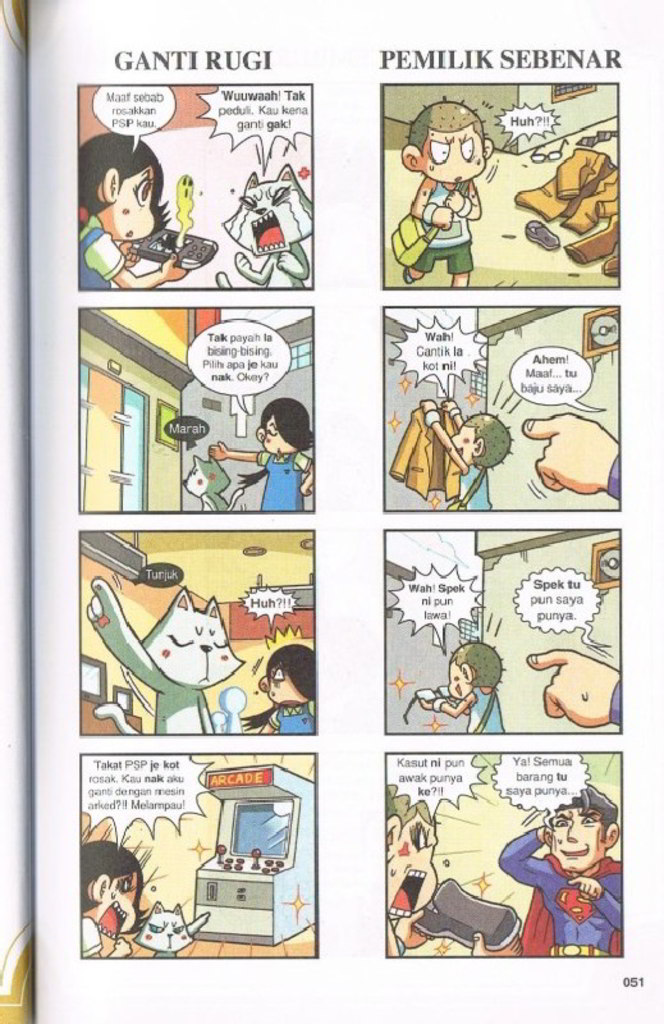 GANTI RUGI
Maaf sebab
rosakkan
PSP kau.
Wuuwaah! Tak
peduli. Kau kena
ganti gak!
Tak payah la
bising-bising.
Pilih apa je kau
nak. Okey?
Marah
Tunjuk
Huh?!!
Takat PSP je kot
rosak. Kau nak aku
ganti dengan mesin
arked?!! Melampau!
ARCADE
PEMILIK SEBENAR
Huh?!!
Wah!
Cantik la
kot ni!
Ahem!
Maaf... tu
baju saya...
Wah! Spek
ni pun
lawa!
Spek tu
pun saya
punya.
Kasut ni pun
awak punya
ke?!!
Ya! Semua
barang tu
saya punya...
S
051